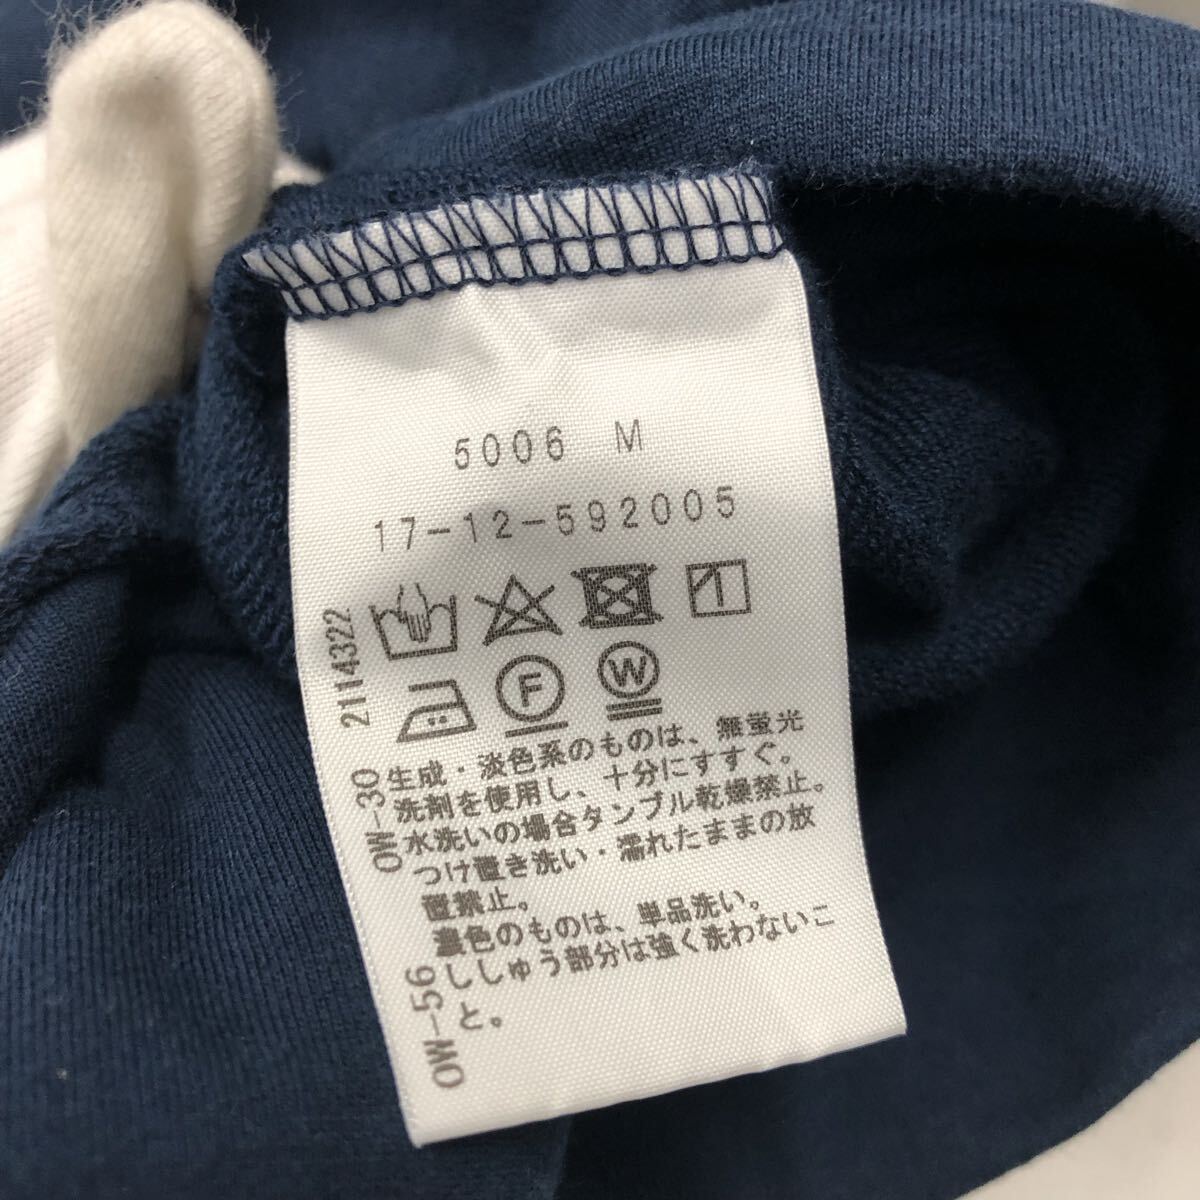 5006 M
17-12-592005
2114322
F W
生成・淡色系のものは、無蛍光
洗剤を使用し、十分にすすぐ。
水洗いの場合タンブル乾燥禁止。
つけ置き洗い・濡れたままの放
置禁止。
濃色のものは、単品洗い。
ししゅう部分は強く洗わないこ
と。
OW-30
OW-56